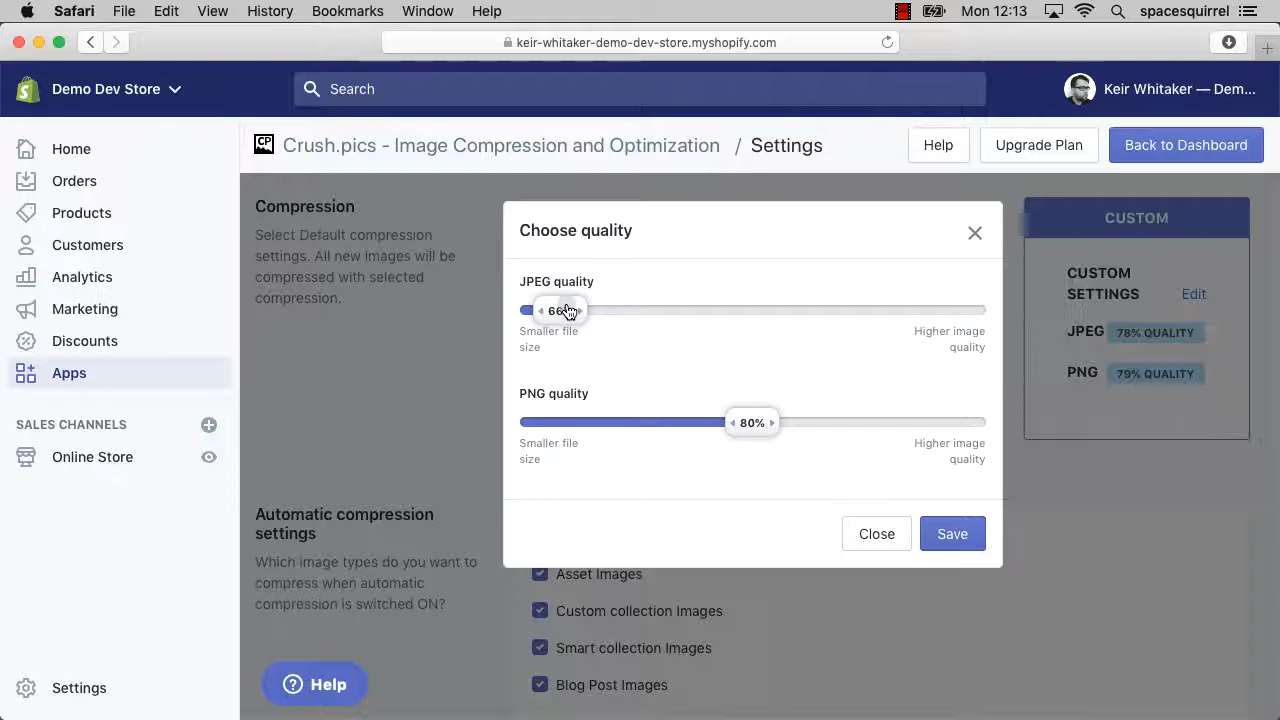 Safari File Edit View History Bookmarks Window Help Mon 12:13 spacesquirrel
keir-whitaker-demo-dev-store.myshopify.com
Demo Dev Store Search Keir Whitaker — Dem...
CP Crush.pics - Image Compression and Optimization / Settings Help Upgrade Plan Back to Dashboard
Home
Orders
Products
Customers
Analytics
Marketing
Discounts
Apps
SALES CHANNELS
Online Store
Settings
Compression
Select Default compression
settings. All new images will be
compressed with selected
compression.
Automatic compression
settings
Which image types do you want to
compress when automatic
compression is switched ON?
Help
Choose quality
JPEG quality
Smaller file
size
Higher image
quality
PNG quality
80%
Smaller file
size
Higher image
quality
Close Save
Asset Images
Custom collection Images
Smart collection Images
Blog Post Images
CUSTOM
CUSTOM
SETTINGS Edit
JPEG 78% QUALITY
PNG 79% QUALITY